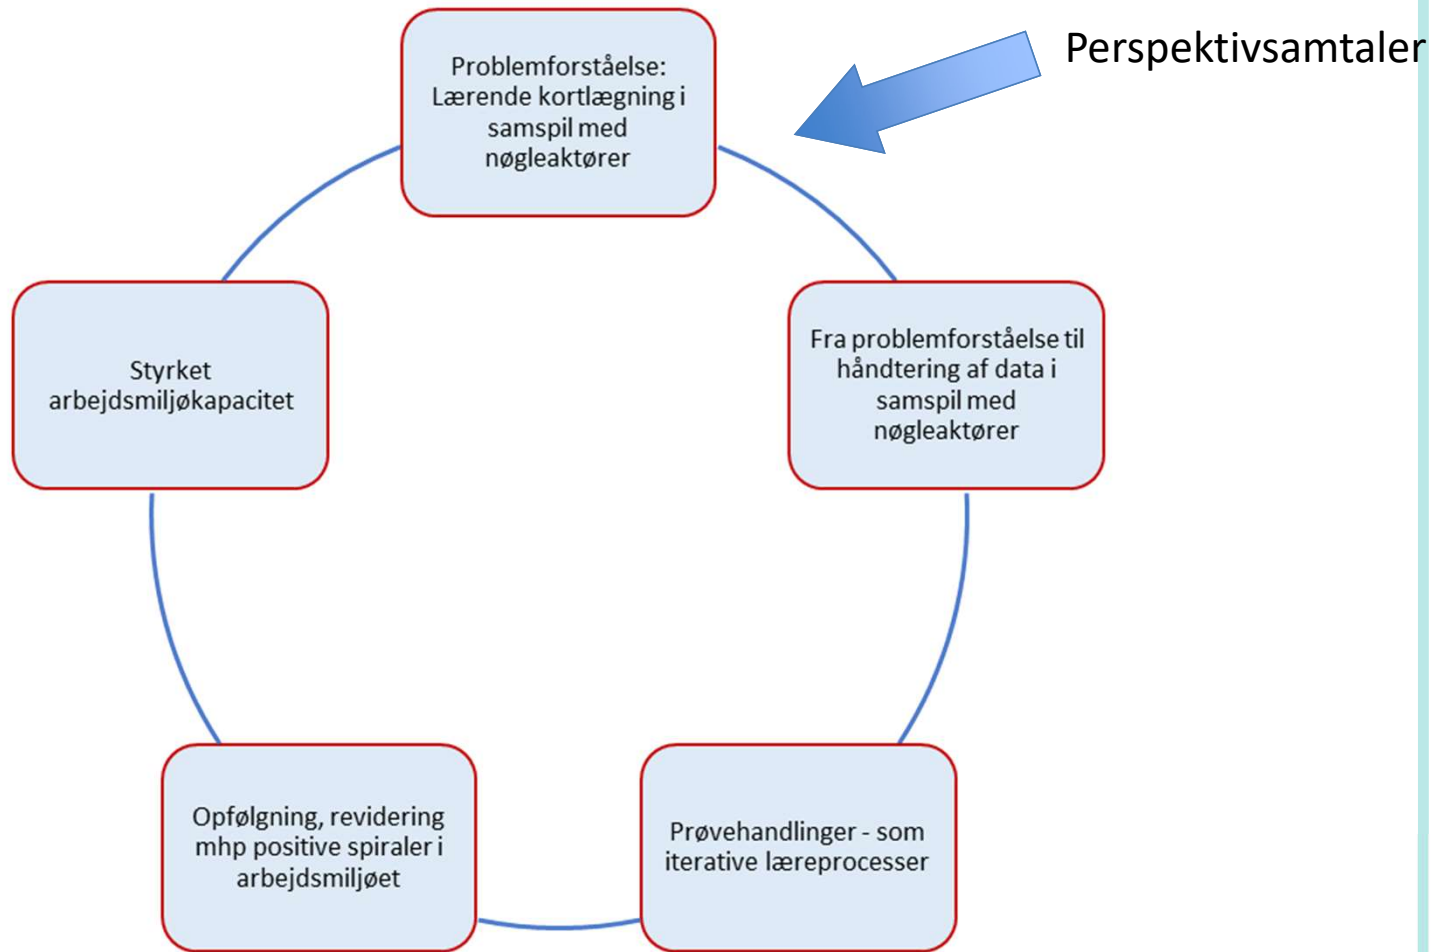 Perspektivsamtaler
Problemforståelse:
Lærende kortlægning i
samspil med
nøgleaktører
Fra problemforståelse til
håndtering af data i
samspil med
nøgleaktører
Prøvehandlinger - som
iterative læreprocesser
Opfølgning, revidering
mhp positive spiraler i
arbejdsmiljøet
Styrket
arbejdsmiljøkapacitet